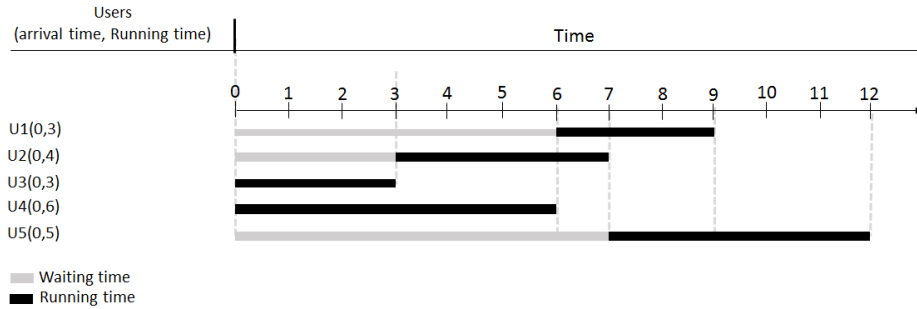 Users
(arrival time, Running time)
Time
0 1 2 3 4 5 6 7 8 9 10 11 12
U1(0,3)
U2(0,4)
U3(0,3)
U4(0,6)
U5(0,5)
Waiting time
Running time